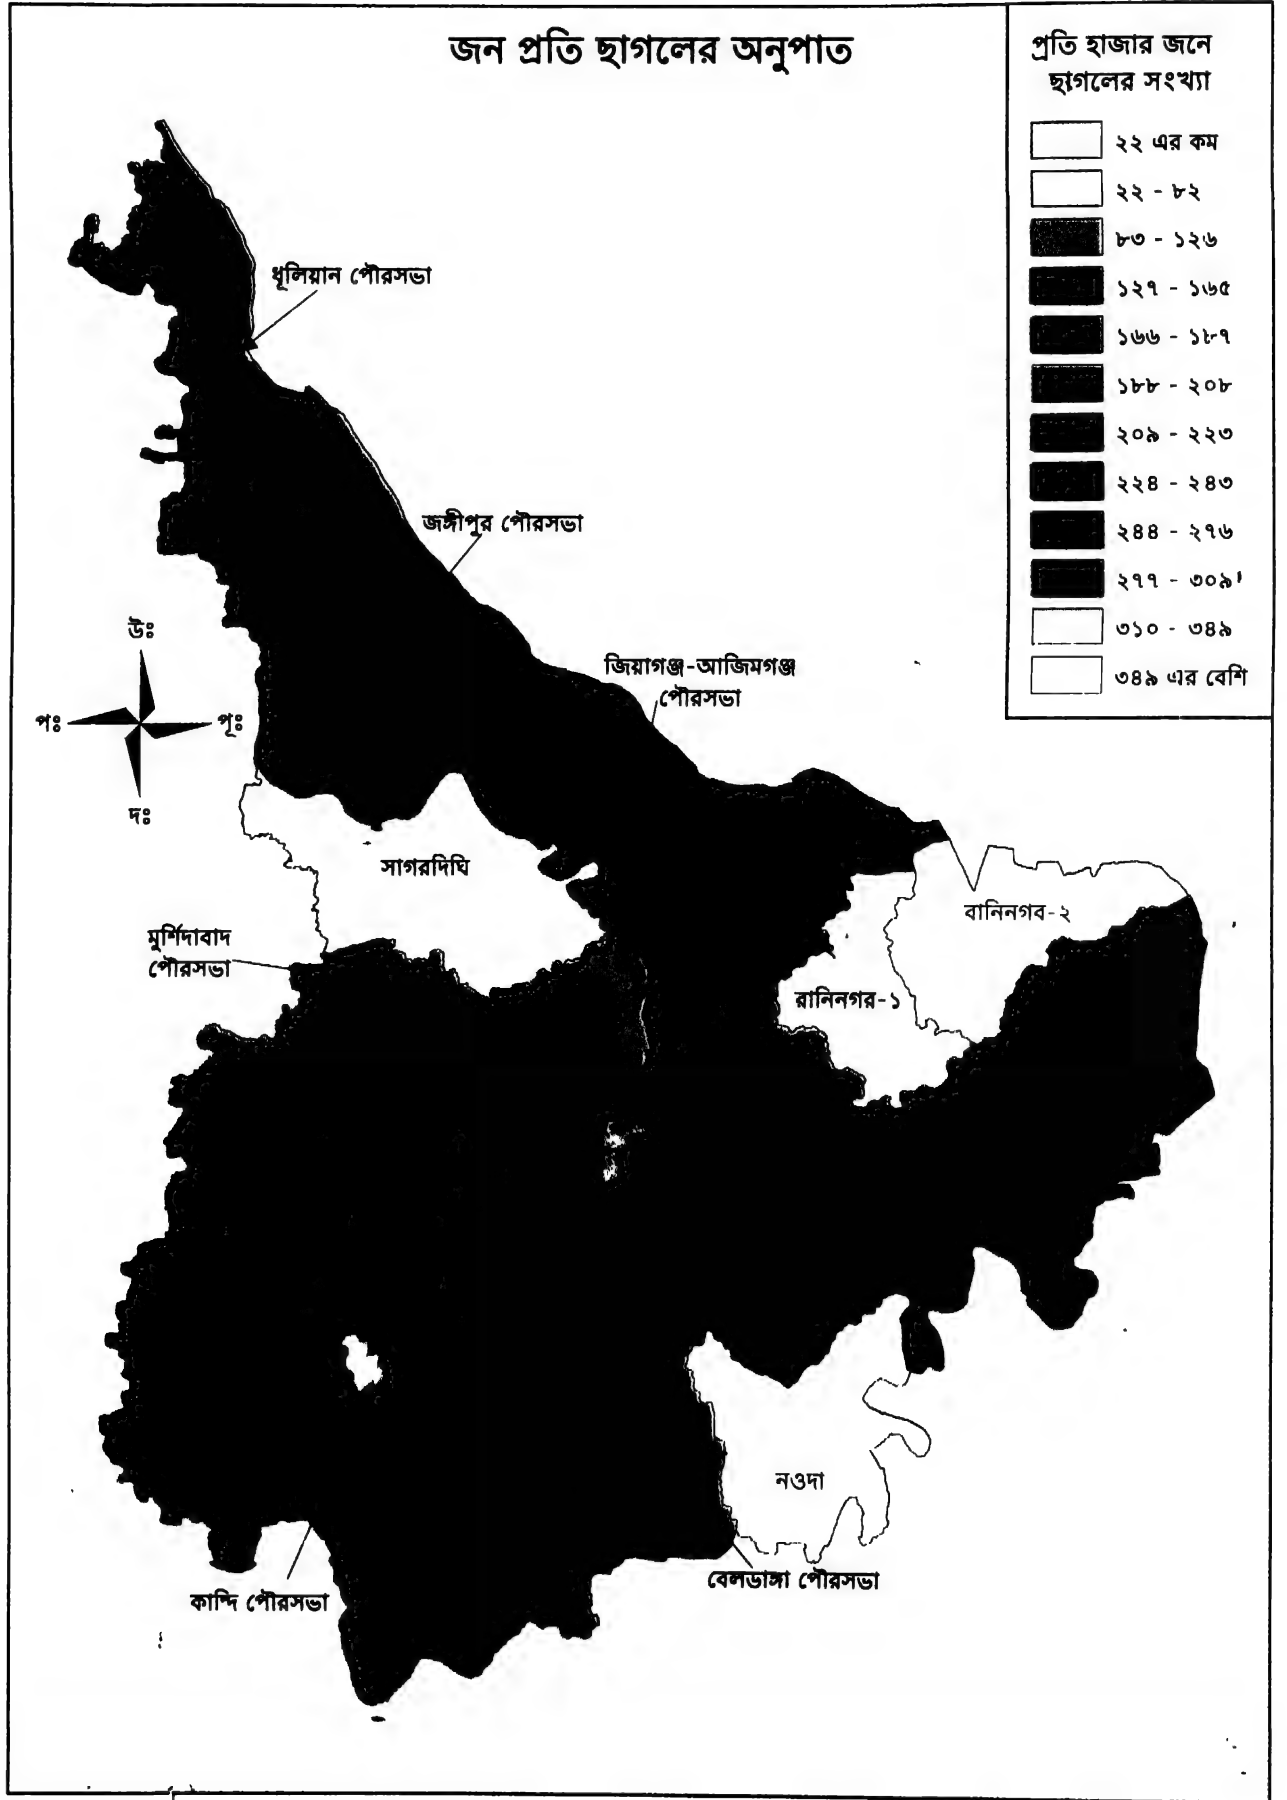 জন প্রতি ছাগলের অনুপাত
প্রতি হাজার জনে
ছাগলের সংখ্যা
২২ এর কম
২২ - ৮২
৮৩ - ১২৬
১২৭ - ১৬৫
১৬৬ - ১৮৭
১৮৮ - ২০৮
২০৯ - ২২৩
২২৪ - ২৪৩
২৪৪ - ২৭৬
২৭৭ - ৩০৯
৩১০ - ৩৪৯
৩৪৯ এর বেশি
ধূলিয়ান পৌরসভা
জঙ্গীপুর পৌরসভা
উঃ
পঃ
পূঃ
দঃ
জিয়াগঞ্জ-আজিমগঞ্জ
পৌরসভা
সাগরদিঘি
রানিনগর-২
মুর্শিদাবাদ
পৌরসভা
রানিনগর-১
নওদা
বেলডাঙ্গা পৌরসভা
কান্দি পৌরসভা